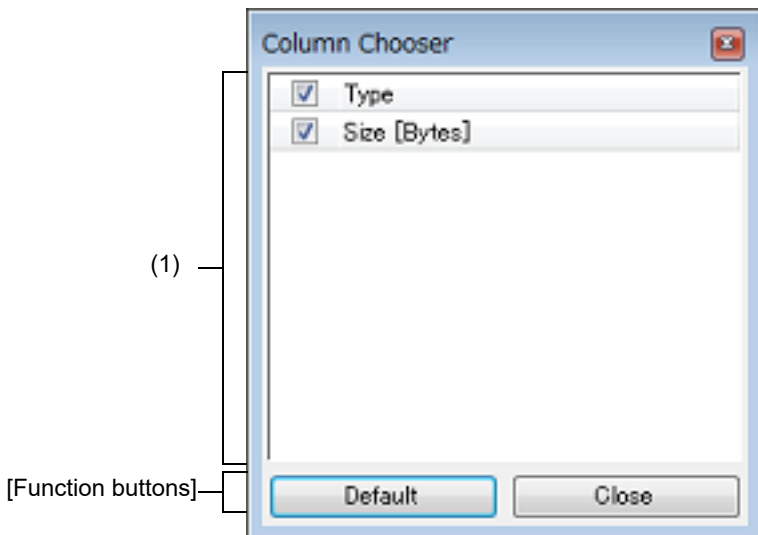 Column Chooser
Type
Size [Bytes]
(1)
[Function buttons]
Default
Close